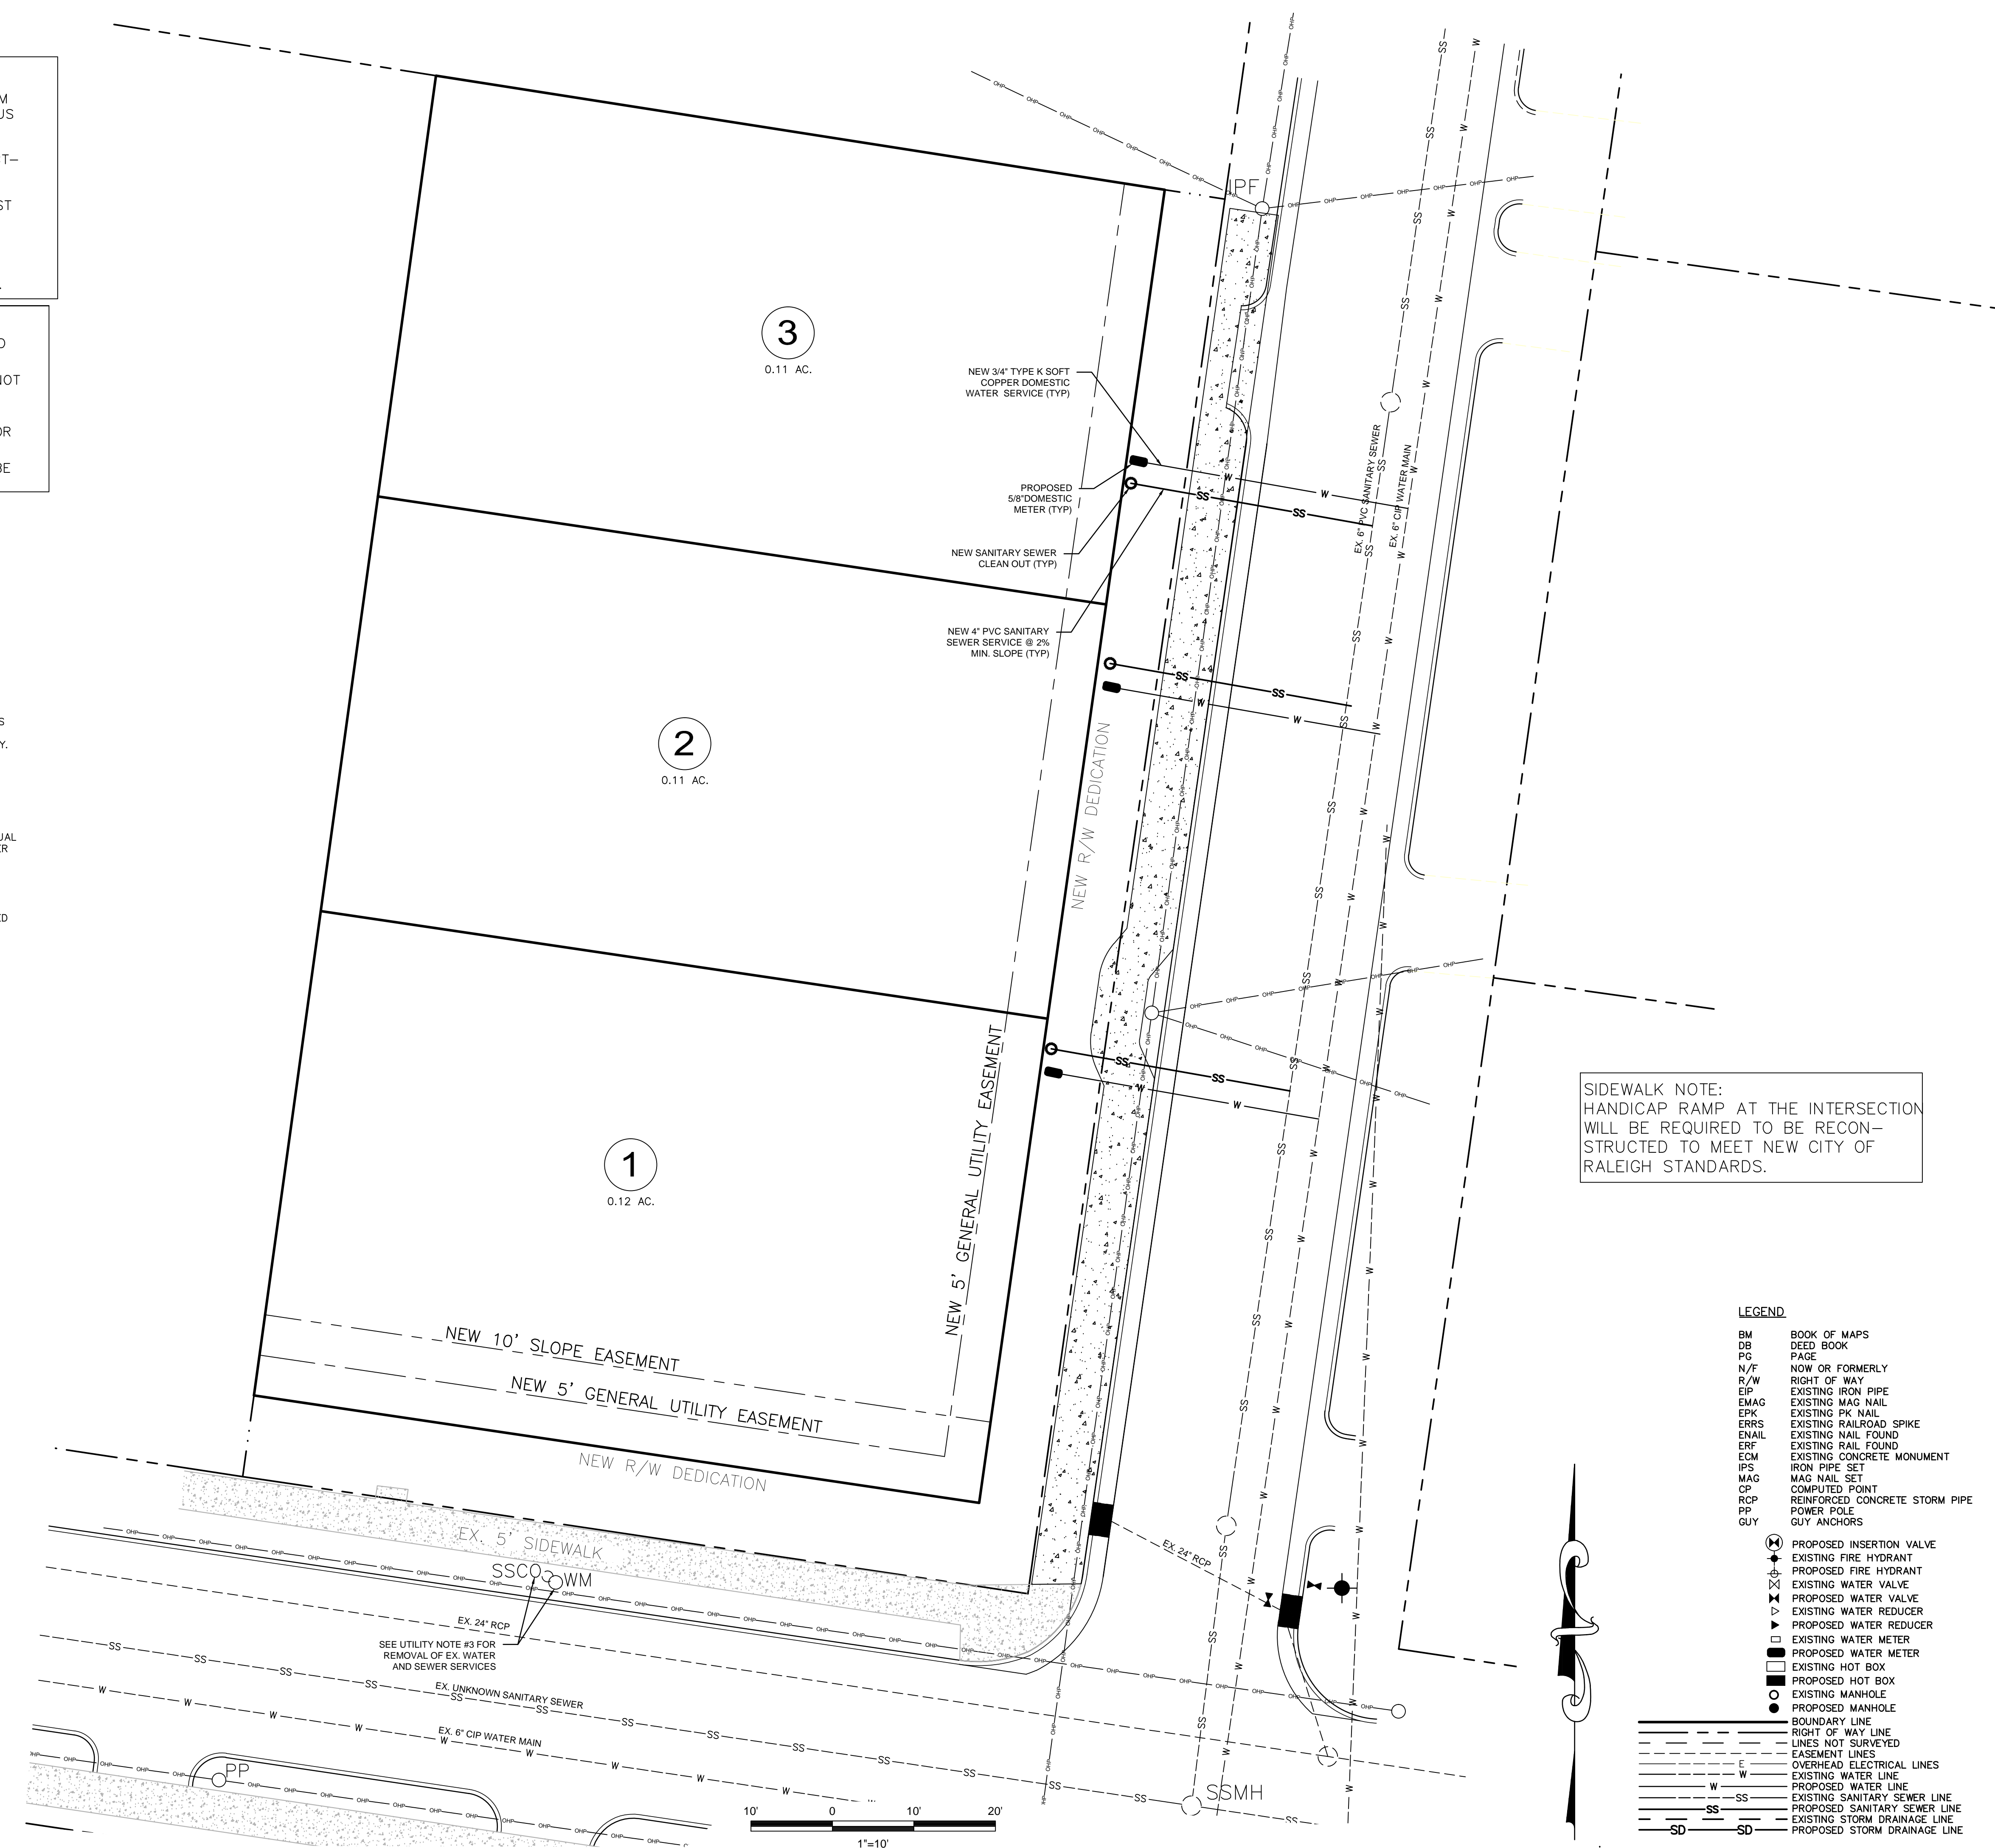 M
US
T-
ST
.
O
NOT
OR
BE
S
Y.
UAL
ER
ED
IPF
3
0.11 AC.
NEW 3/4" TYPE K SOFT
COPPER DOMESTIC
WATER SERVICE (TYP)
PROPOSED
5/8"DOMESTIC
METER (TYP)
NEW SANITARY SEWER
CLEAN OUT (TYP)
NEW 4" PVC SANITARY
SEWER SERVICE @ 2%
MIN. SLOPE (TYP)
EX. 6" PVC SANITARY SEWER
EX. 6" CIP WATER MAIN
2
0.11 AC.
NEW R/W DEDICATION
1
0.12 AC.
NEW 5' GENERAL UTILITY EASEMENT
NEW 10' SLOPE EASEMENT
NEW 5' GENERAL UTILITY EASEMENT
NEW R/W DEDICATION
EX. 5' SIDEWALK
SSCO
WM
EX. 24" RCP
SEE UTILITY NOTE #3 FOR
REMOVAL OF EX. WATER
AND SEWER SERVICES
EX. UNKNOWN SANITARY SEWER
EX. 6" CIP WATER MAIN
PP
EX. 24" RCP
SSMH
10' 0 10' 20'
1"=10'
SIDEWALK NOTE:
HANDICAP RAMP AT THE INTERSECTION
WILL BE REQUIRED TO BE RECON-
STRUCTED TO MEET NEW CITY OF
RALEIGH STANDARDS.
LEGEND
BM BOOK OF MAPS
DB DEED BOOK
PG PAGE
N/F NOW OR FORMERLY
R/W RIGHT OF WAY
EIP EXISTING IRON PIPE
EMAG EXISTING MAG NAIL
EPK EXISTING PK NAIL
ERRS EXISTING RAILROAD SPIKE
ENAIL EXISTING NAIL FOUND
ERF EXISTING RAIL FOUND
ECM EXISTING CONCRETE MONUMENT
IPS IRON PIPE SET
MAG MAG NAIL SET
CP COMPUTED POINT
RCP REINFORCED CONCRETE STORM PIPE
PP POWER POLE
GUY GUY ANCHORS
PROPOSED INSERTION VALVE
EXISTING FIRE HYDRANT
PROPOSED FIRE HYDRANT
EXISTING WATER VALVE
PROPOSED WATER VALVE
EXISTING WATER REDUCER
PROPOSED WATER REDUCER
EXISTING WATER METER
PROPOSED WATER METER
EXISTING HOT BOX
PROPOSED HOT BOX
EXISTING MANHOLE
PROPOSED MANHOLE
BOUNDARY LINE
RIGHT OF WAY LINE
LINES NOT SURVEYED
EASEMENT LINES
E OVERHEAD ELECTRICAL LINES
W EXISTING WATER LINE
W PROPOSED WATER LINE
SS EXISTING SANITARY SEWER LINE
SS PROPOSED SANITARY SEWER LINE
EXISTING STORM DRAINAGE LINE
SD SD PROPOSED STORM DRAINAGE LINE